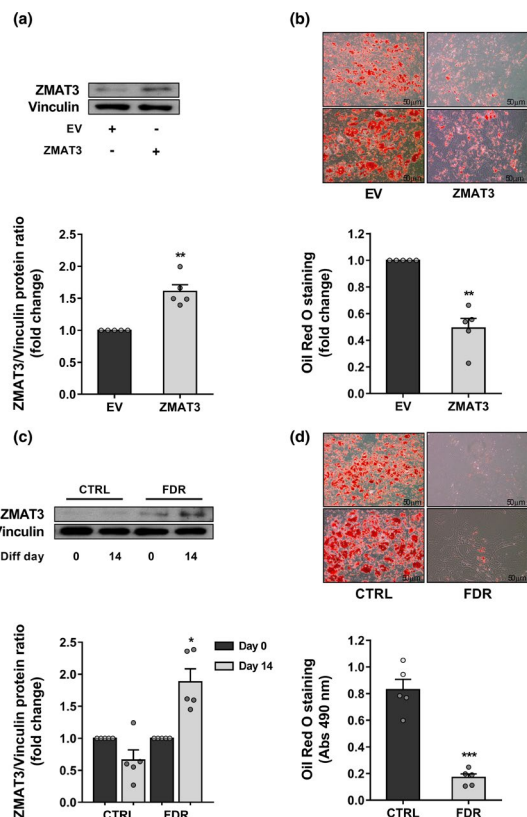 (a)
ZMAT3
Vinculin
EV + -
ZMAT3 - +
ZMAT3/Vinculin protein ratio
(fold change)
2.5
2.0
1.5
1.0
0.5
0.0
**
EV ZMAT3
(b)
50µm 50µm
50µm 50µm
EV ZMAT3
Oil Red O staining
(fold change)
1.2
1.0
0.8
0.6
0.4
0.2
0.0
**
EV ZMAT3
(c)
CTRL FDR
ZMAT3
Vinculin
Diff day 0 14 0 14
ZMAT3/Vinculin protein ratio
(fold change)
2.5
2.0
1.5
1.0
0.5
0.0
*
Day 0
Day 14
CTRL FDR
(d)
50µm 50µm
50µm 50µm
CTRL FDR
Oil Red O staining
(Abs 490 nm)
1.2
1.0
0.8
0.6
0.4
0.2
0.0
***
CTRL FDR